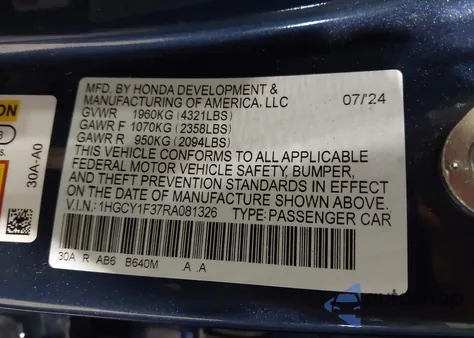 MFD. BY HONDA DEVELOPMENT &
MANUFACTURING OF AMERICA, LLC 07/24
GVWR 1960KG (4321LBS)
GAWR F 1070KG (2358LBS)
GAWR R 950KG (2094LBS)
THIS VEHICLE CONFORMS TO ALL APPLICABLE
FEDERAL MOTOR VEHICLE SAFETY, BUMPER,
AND THEFT PREVENTION STANDARDS IN EFFECT
ON THE DATE OF MANUFACTURE SHOWN ABOVE.
V.I.N.: 1HGCY1F37RA081326 TYPE: PASSENGER CAR
30A R AB6 B640M A A
ON
30A-A0